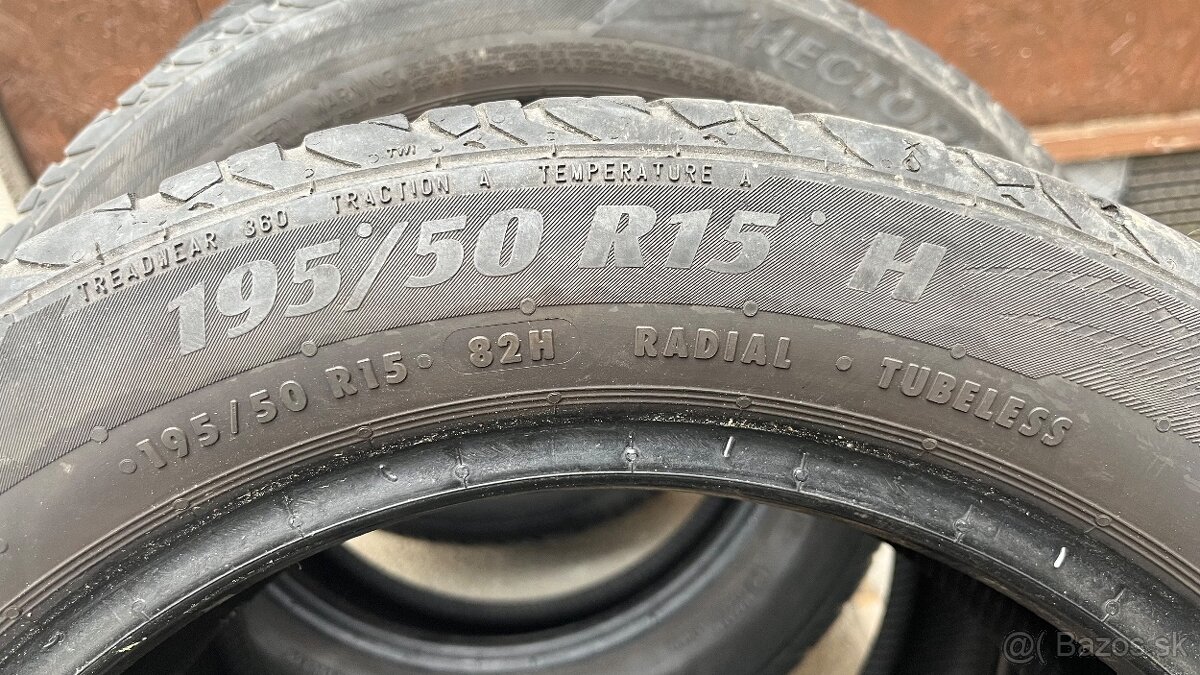 HECTOR
TWI
TREADWEAR 360 TRACTION A TEMPERATURE A
195/50 R15 H
195/50 R15 82H RADIAL TUBELESS
@( Bazos.sk